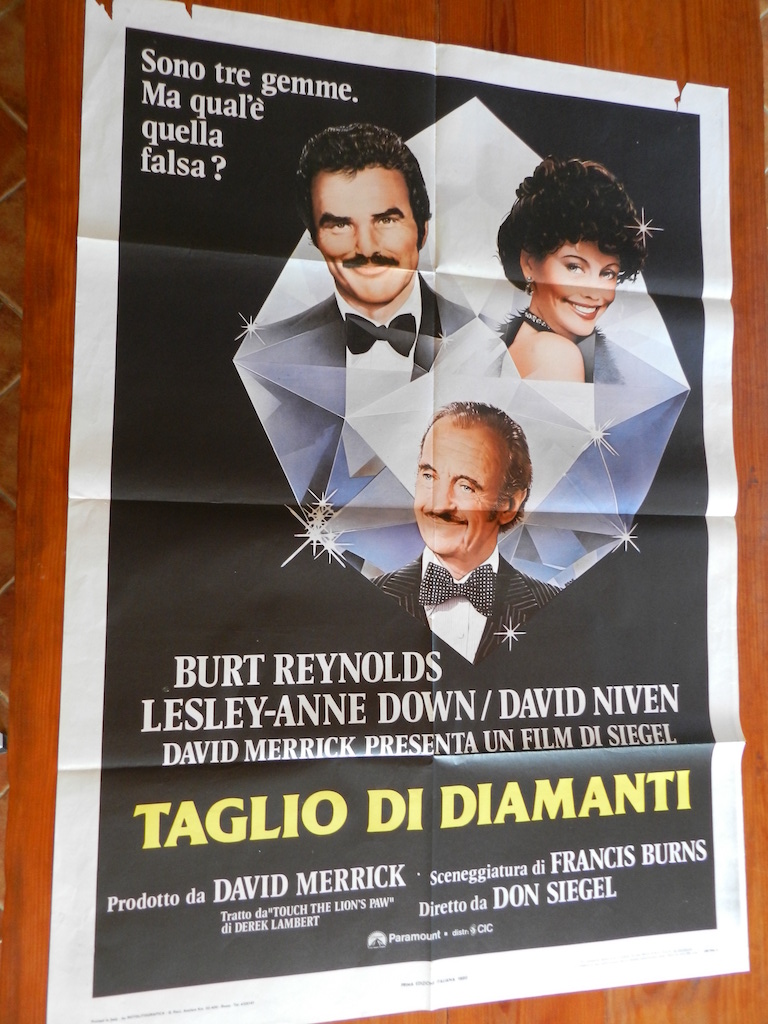 Sono tre gemme.
Ma qual'è
quella
falsa?
BURT REYNOLDS
LESLEY-ANNE DOWN / DAVID NIVEN
DAVID MERRICK PRESENTA UN FILM DI SIEGEL
TAGLIO DI DIAMANTI
Prodotto da DAVID MERRICK · Sceneggiatura di FRANCIS BURNS
Tratto da "TOUCH THE LION'S PAW"
di DEREK LAMBERT
Diretto da DON SIEGEL
Paramount • distr. CIC